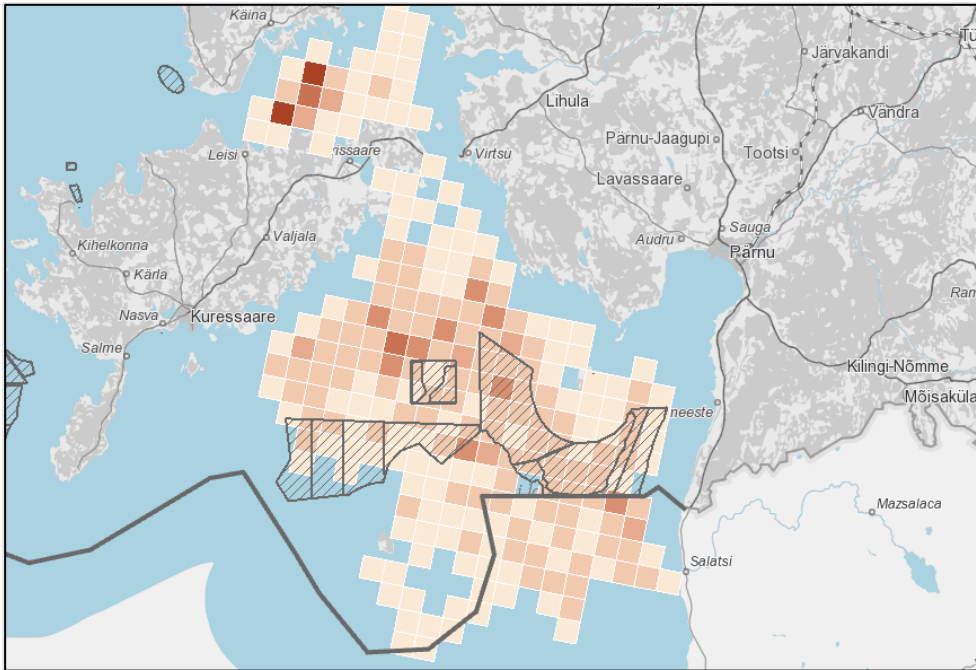 Käina
Järvakandi
Lihula
Vändra
Pärnu-Jaagupi
Tootsi
Leisi
Virtsu
Lavassaare
Sauga
Valjala
Audru
Kihelkonna
Pärnu
Kärla
Nasva
Kuressaare
Salme
Kilingi-Nõmme
Mõisaküla
Mazsalaca
Salatsi